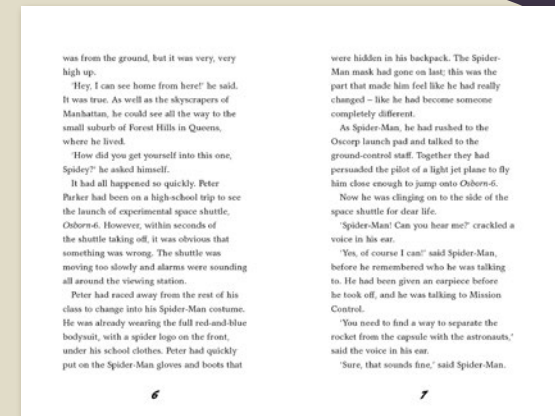 was from the ground, but it was very, very
high up.
'Hey, I can see home from here!' he said.
It was true. As well as the skyscrapers of
Manhattan, he could see all the way to the
small suburb of Forest Hills in Queens,
where he lived.
'How did you get yourself into this one,
Spidey?' he asked himself.
It had all happened so quickly. Peter
Parker had been on a high-school trip to see
the launch of experimental space shuttle,
Osborn-6. However, within seconds of
the shuttle taking off, it was obvious that
something was wrong. The shuttle was
moving too slowly and alarms were sounding
all around the viewing station.
Peter had raced away from the rest of his
class to change into his Spider-Man costume.
He was already wearing the full red-and-blue
bodysuit, with a spider logo on the front,
under his school clothes. Peter had quickly
put on the Spider-Man gloves and boots that
6
were hidden in his backpack. The Spider-
Man mask had gone on last; this was the
part that made him feel like he had really
changed – like he had become someone
completely different.
As Spider-Man, he had rushed to the
Oscorp launch pad and talked to the
ground-control staff. Together they had
persuaded the pilot of a light jet plane to fly
him close enough to jump onto Osborn-6.
Now he was clinging on to the side of the
space shuttle for dear life.
'Spider-Man! Can you hear me?' crackled a
voice in his ear.
'Yes, of course I can!' said Spider-Man,
before he remembered who he was talking
to. He had been given an earpiece before
he took off, and he was talking to Mission
Control.
'You need to find a way to separate the
rocket from the capsule with the astronauts,'
said the voice in his ear.
'Sure, that sounds fine,' said Spider-Man.
7